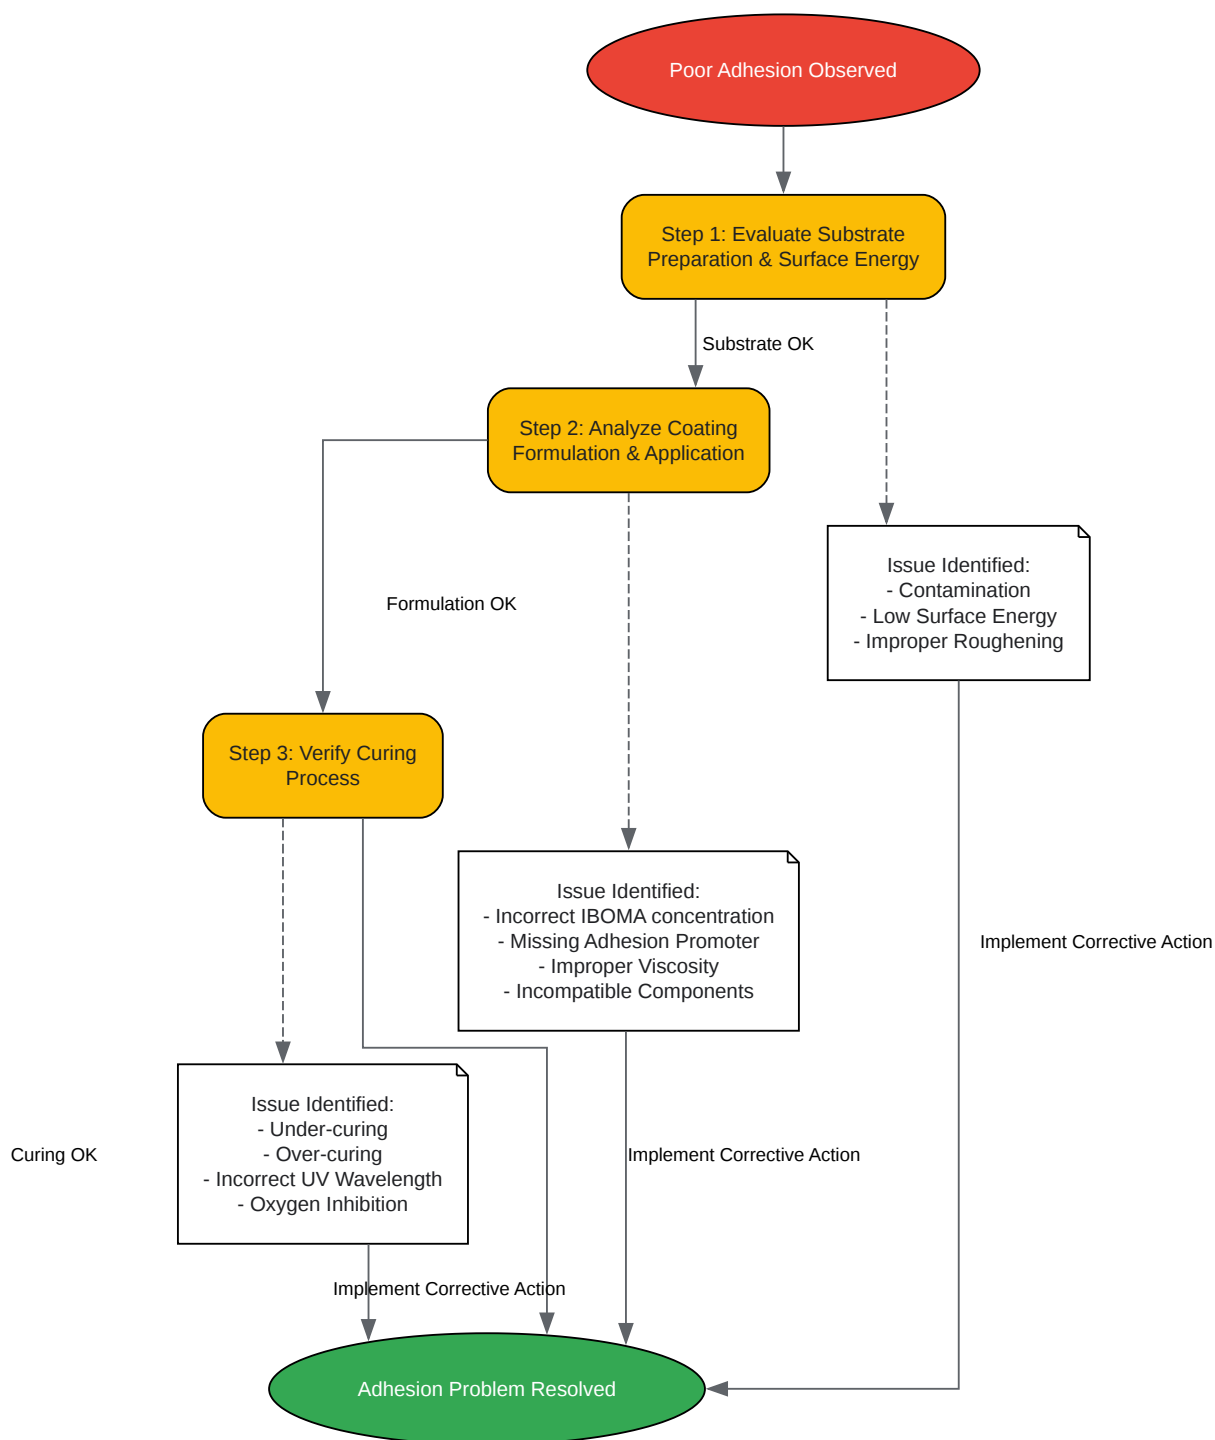 Poor Adhesion Observed
Step 1: Evaluate Substrate
Preparation & Surface Energy
Substrate OK
Step 2: Analyze Coating
Formulation & Application
Issue Identified:
- Contamination
- Low Surface Energy
- Improper Roughening
Formulation OK
Step 3: Verify Curing
Process
Issue Identified:
- Incorrect IBOMA concentration
- Missing Adhesion Promoter
- Improper Viscosity
- Incompatible Components
Implement Corrective Action
Issue Identified:
- Under-curing
- Over-curing
- Incorrect UV Wavelength
- Oxygen Inhibition
Curing OK
Implement Corrective Action
Implement Corrective Action
Adhesion Problem Resolved